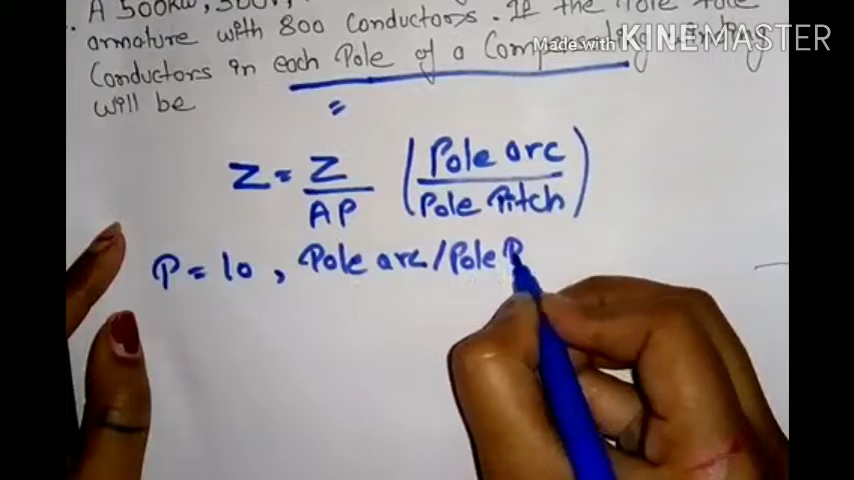 A 500kW, 500V,
armature with 800 conductors. If the Pole
Made with KINEMASTER
Conductors in each Pole of a
will be
Z = Z / AP (Pole arc / Pole Pitch)
P = 10, Pole arc/Pole P